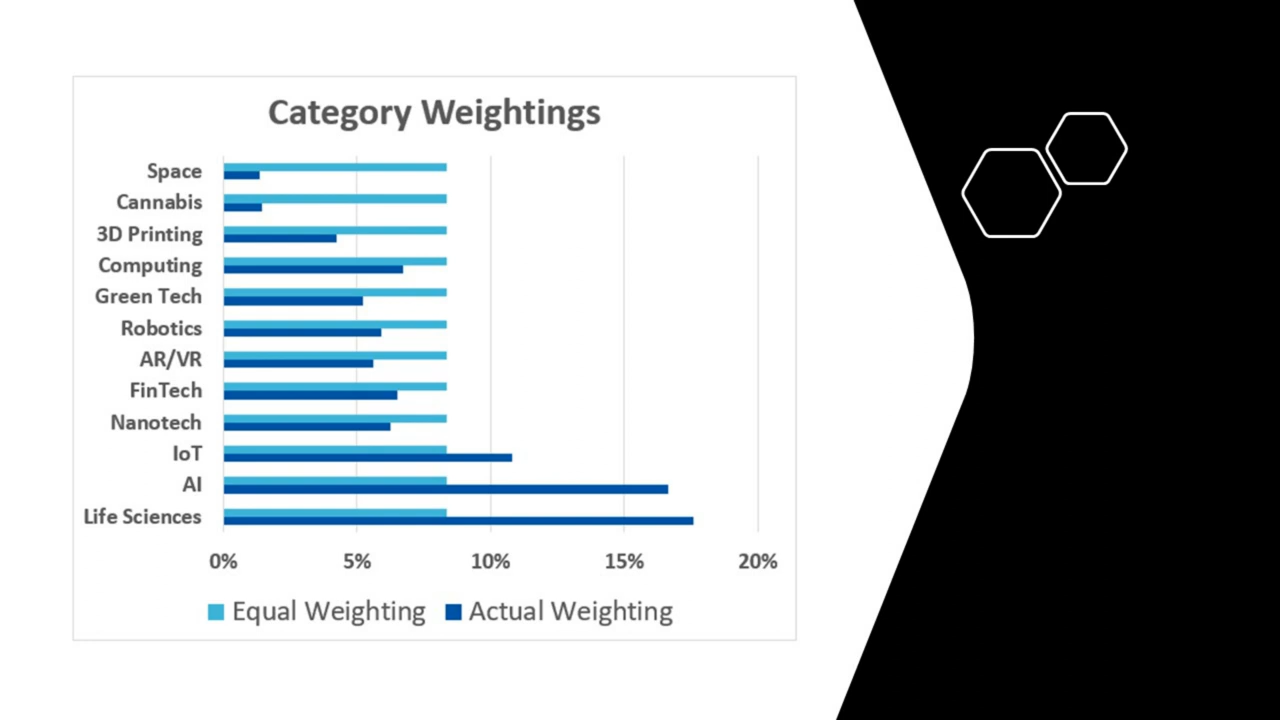 Category Weightings
Space
Cannabis
3D Printing
Computing
Green Tech
Robotics
AR/VR
FinTech
Nanotech
IoT
AI
Life Sciences
0% 5% 10% 15% 20%
Equal Weighting Actual Weighting